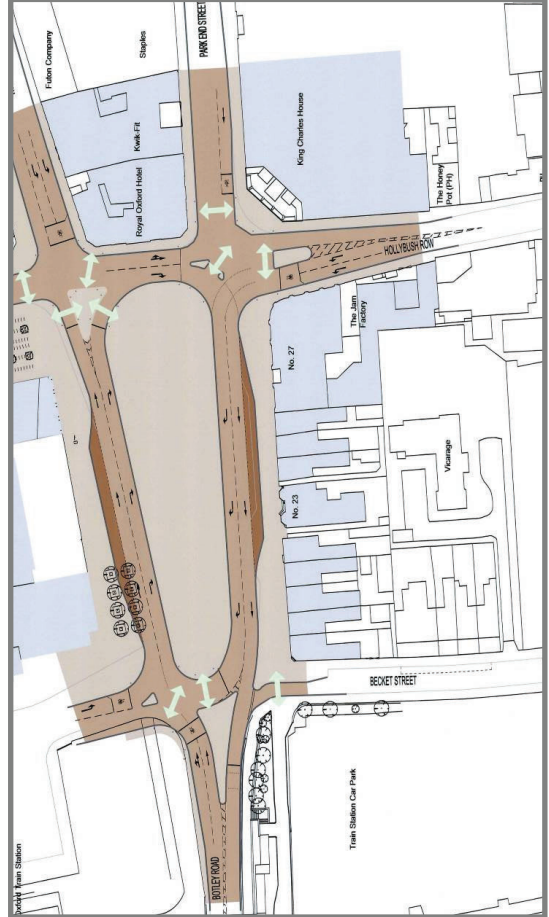 Futon Company
Staples
PARK END STREET
Kwik-Fit
Royal Oxford Hotel
King Charles House
The Honey
Pot (PH)
HOLLYBUSH ROW
The Jam
Factory
No. 27
Vicarage
No. 23
BECKET STREET
Train Station Car Park
BOTLEY ROAD
Oxford Train Station